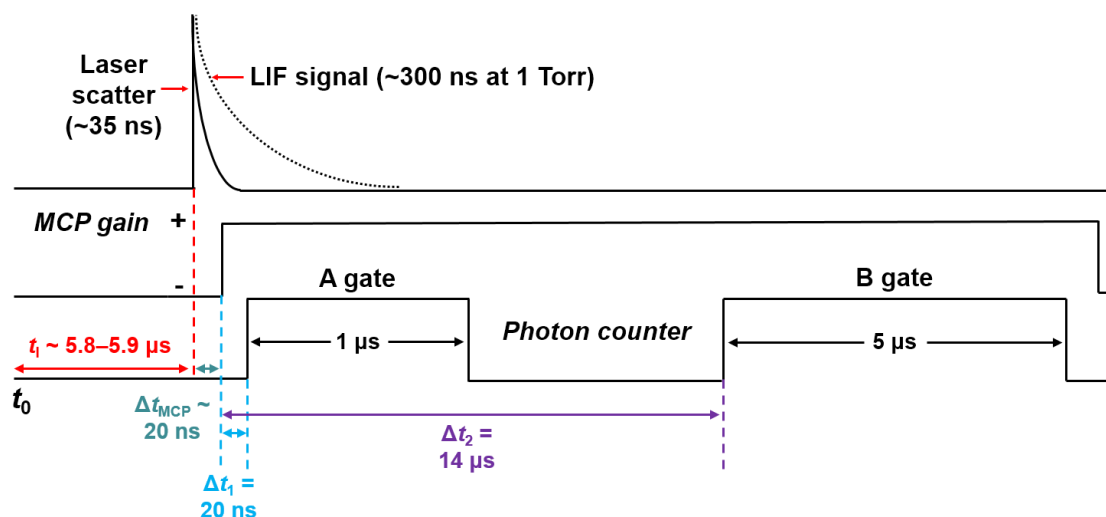 Laser
scatter
(~35 ns)
LIF signal (~300 ns at 1 Torr)
MCP gain
+
-
A gate
B gate
1 µs
Photon counter
5 µs
tI ~ 5.8–5.9 µs
t0
ΔtMCP ~
20 ns
Δt1 =
20 ns
Δt2 =
14 µs